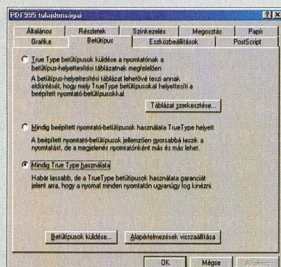 PDF995 tulajdonságai
Általános Részletek Színkezelés Megosztás Papír
Grafika Betűtípus Eszközbeállítások PostScript
True Type betűtípusok küldése a nyomtatónak a
betűtípus-helyettesítési táblázatnak megfelelően
A betűtípus-helyettesítési táblázat lehetővé teszi annak
eldöntését, hogy mely TrueType betűtípusokat helyettesíti a
beépített nyomtató-betűtípusokkal.
Táblázat szerkesztése...
Mindig beépített nyomtató-betűtípusok használata TrueType helyett
A beépített nyomtató-betűtípusok jellemzően gyorsabbá teszik a
nyomtatást, de a megjelenés nyomtatónként más és más lehet.
Mindig True Type használata
Habár lassabb, de a TrueType betűtípusok használata garanciát
jelent arra, hogy a nyomat minden nyomtatón ugyanúgy fog kinézni.
Betűtípusok küldése... Alapértelmezések visszaállítása
OK Mégse